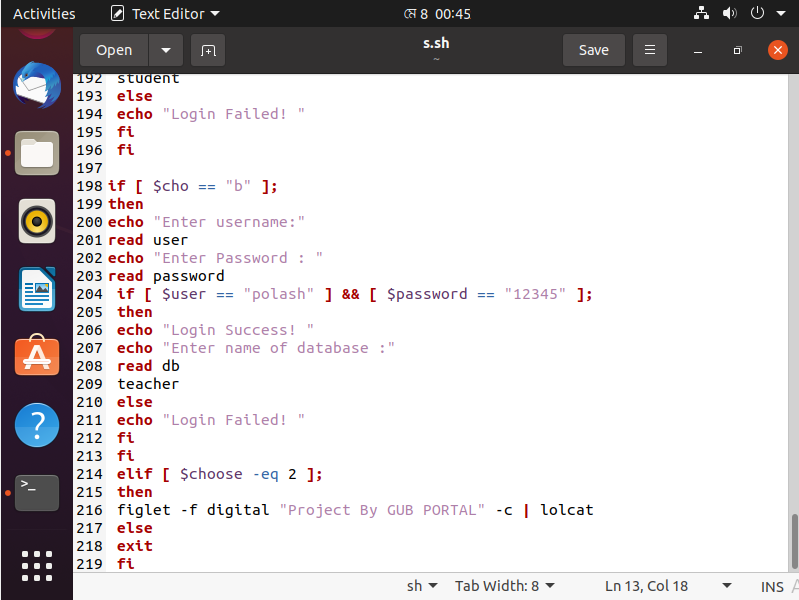 Activities Text Editor মে 8 00:45
Open s.sh Save
~
192 student
193 else
194 echo "Login Failed! "
195 fi
196 fi
197
198 if [ $cho == "b" ];
199 then
200 echo "Enter username:"
201 read user
202 echo "Enter Password : "
203 read password
204 if [ $user == "polash" ] && [ $password == "12345" ];
205 then
206 echo "Login Success! "
207 echo "Enter name of database :"
208 read db
209 teacher
210 else
211 echo "Login Failed! "
212 fi
213 fi
214 elif [ $choose -eq 2 ];
215 then
216 figlet -f digital "Project By GUB PORTAL" -c | lolcat
217 else
218 exit
219 fi
sh Tab Width: 8 Ln 13, Col 18 INS